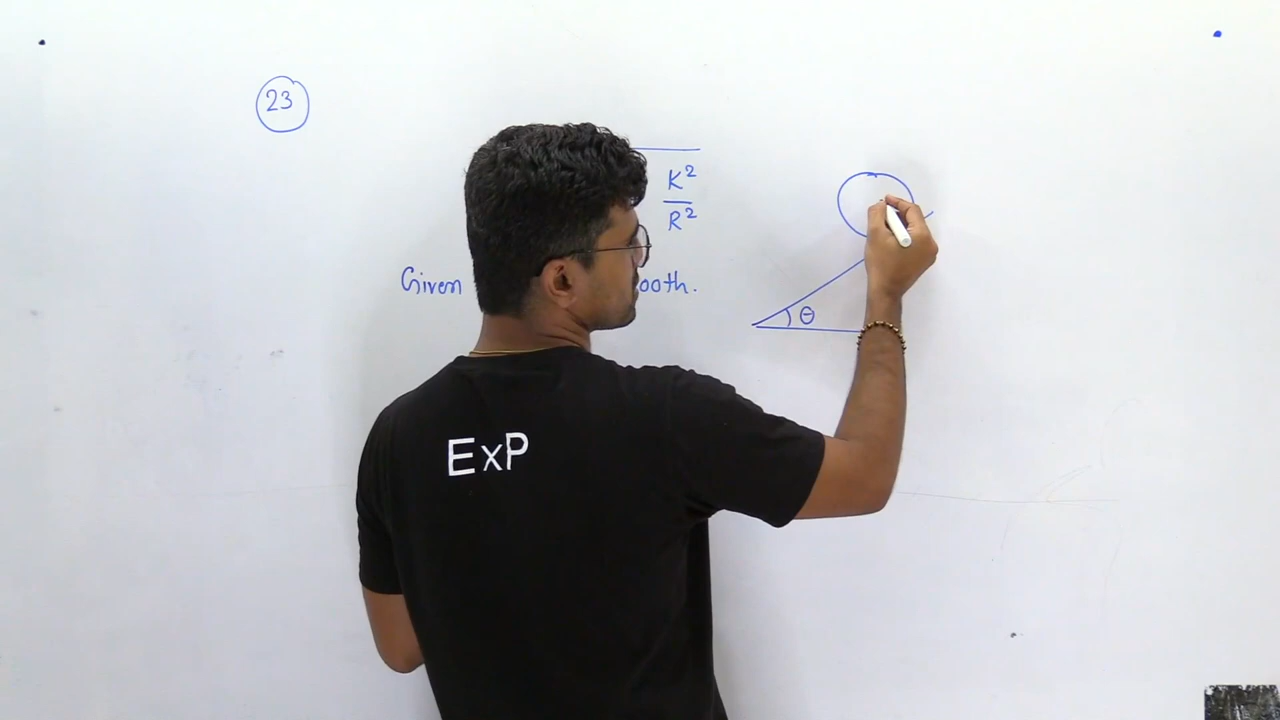 23
K²
R²
Given ooth.
θ
ExP